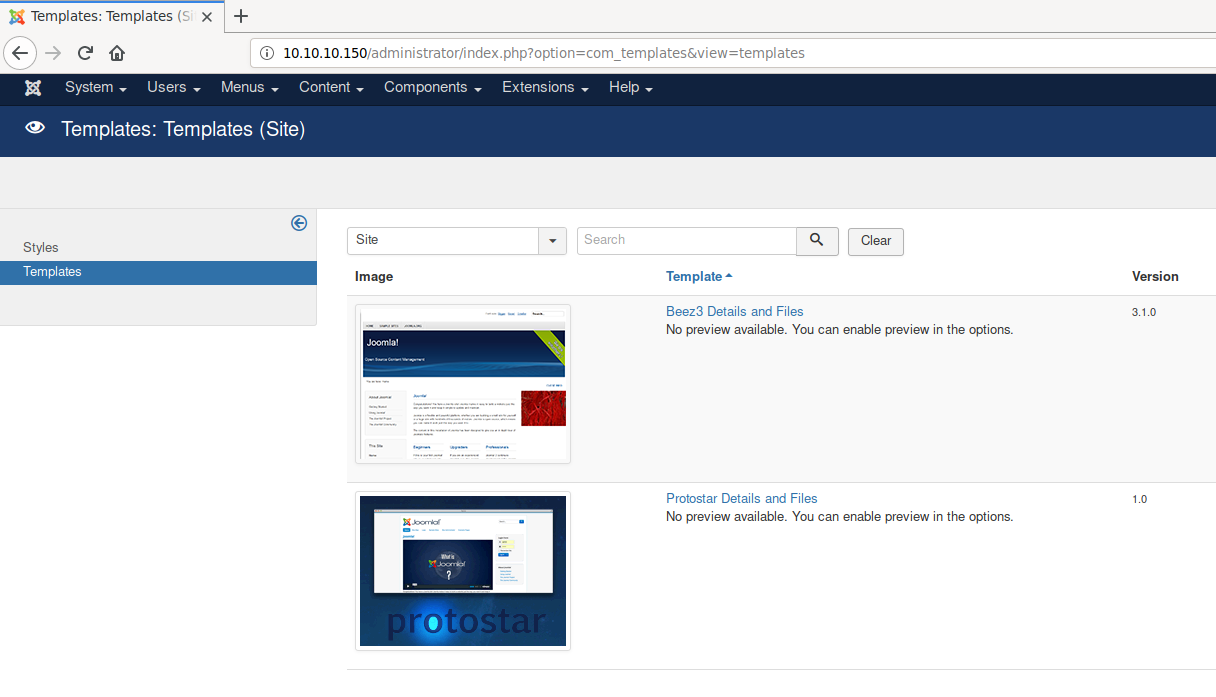 Templates: Templates (Si
10.10.10.150/administrator/index.php?option=com_templates&view=templates
System Users Menus Content Components Extensions Help
Templates: Templates (Site)
Styles
Templates
Site Search Clear
Image Template Version
Beez3 Details and Files 3.1.0
No preview available. You can enable preview in the options.
Joomla!
Open Source Content Management
Protostar Details and Files 1.0
No preview available. You can enable preview in the options.
Joomla!
What is
Joomla!
?
protostar